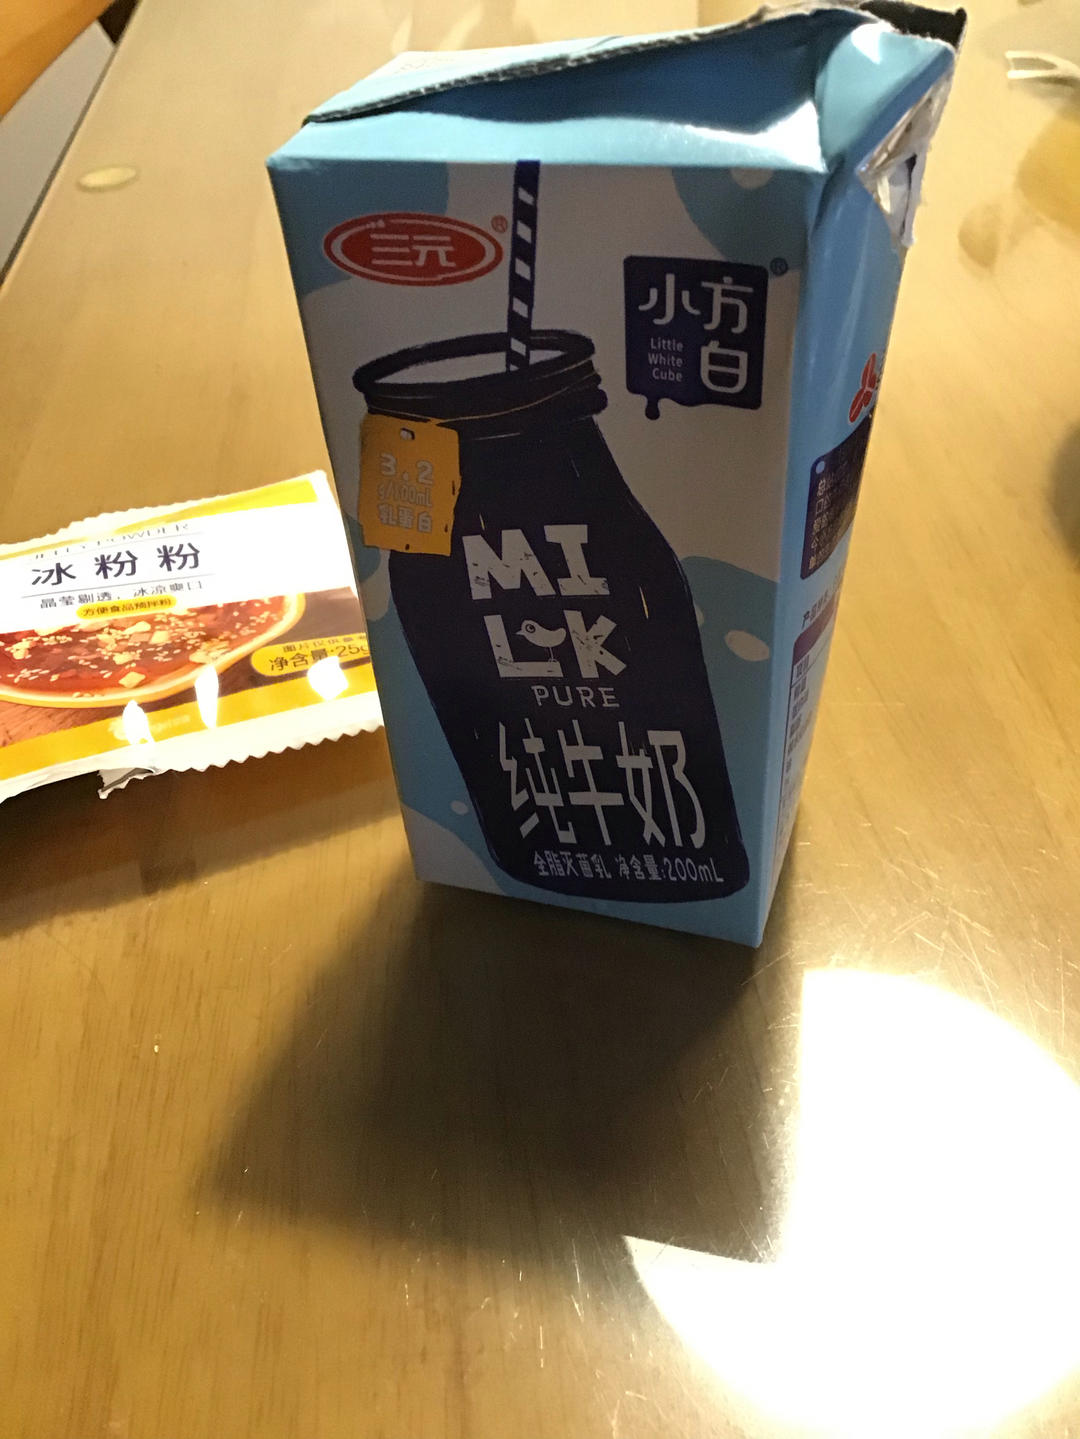 三元
小方白
Little
White
Cube
3.2
g/100mL
乳蛋白
MI
LK
PURE
纯牛奶
全脂灭菌乳 净含量:200mL
冰粉粉
晶莹剔透，冰凉爽口
方便食品预拌粉
净含量:25g